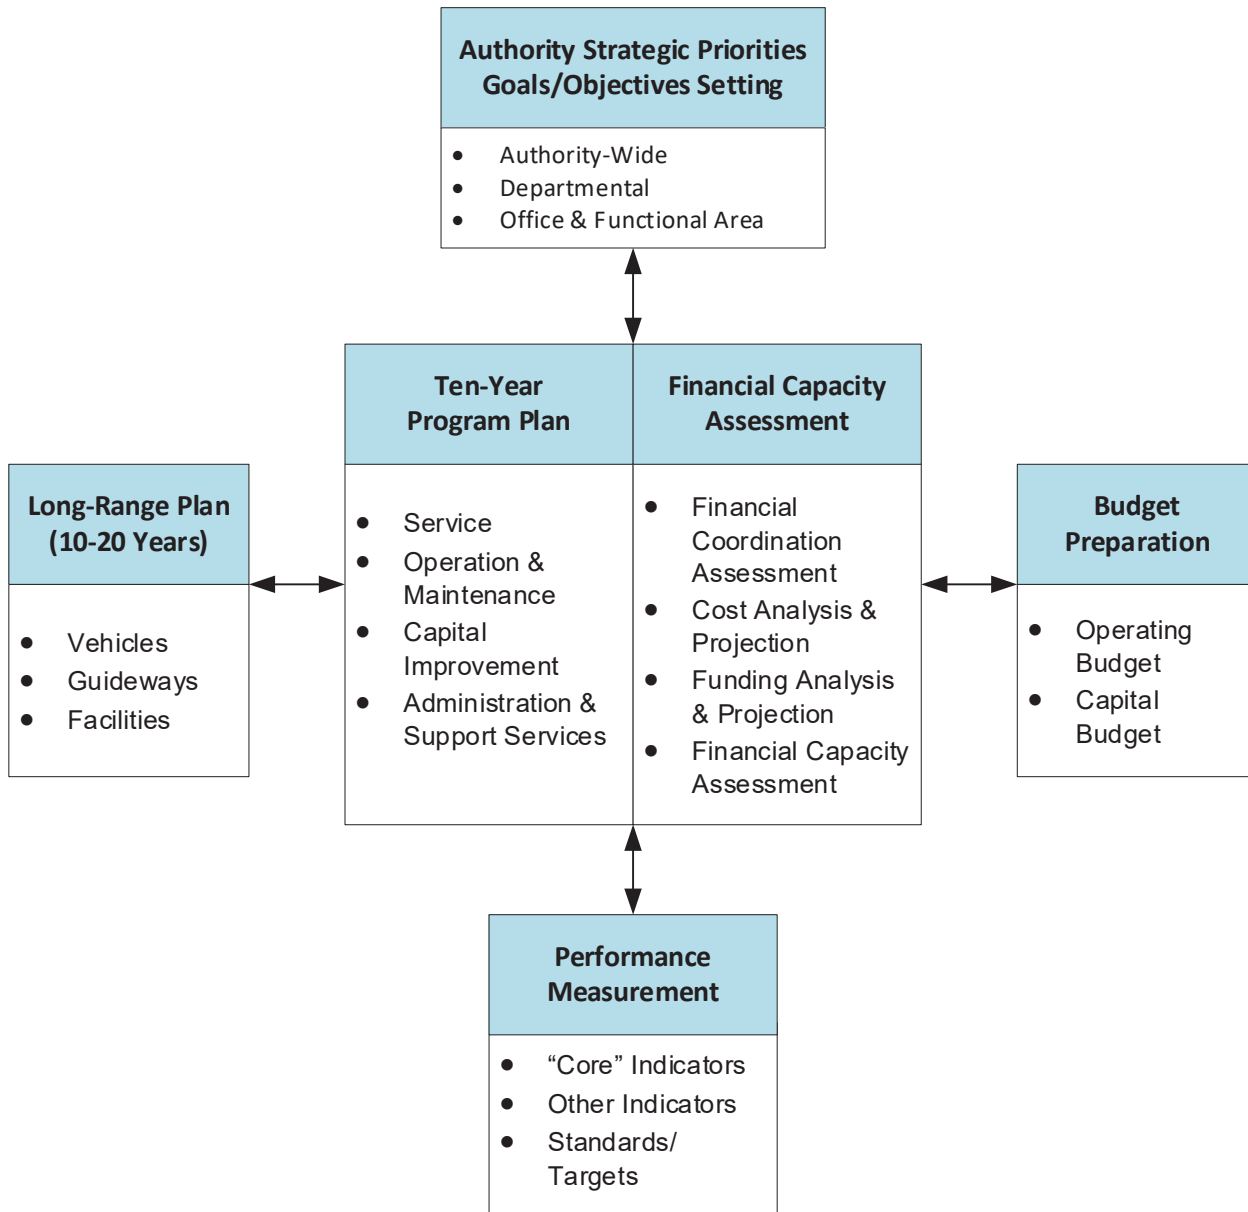 Authority Strategic Priorities
Goals/Objectives Setting
• Authority-Wide
• Departmental
• Office & Functional Area
Ten-Year
Program Plan
• Service
• Operation &
Maintenance
• Capital
Improvement
• Administration &
Support Services
Financial Capacity
Assessment
• Financial
Coordination
Assessment
• Cost Analysis &
Projection
• Funding Analysis
& Projection
• Financial Capacity
Assessment
Long-Range Plan
(10-20 Years)
• Vehicles
• Guideways
• Facilities
Budget
Preparation
• Operating
Budget
• Capital
Budget
Performance
Measurement
• “Core” Indicators
• Other Indicators
• Standards/
Targets